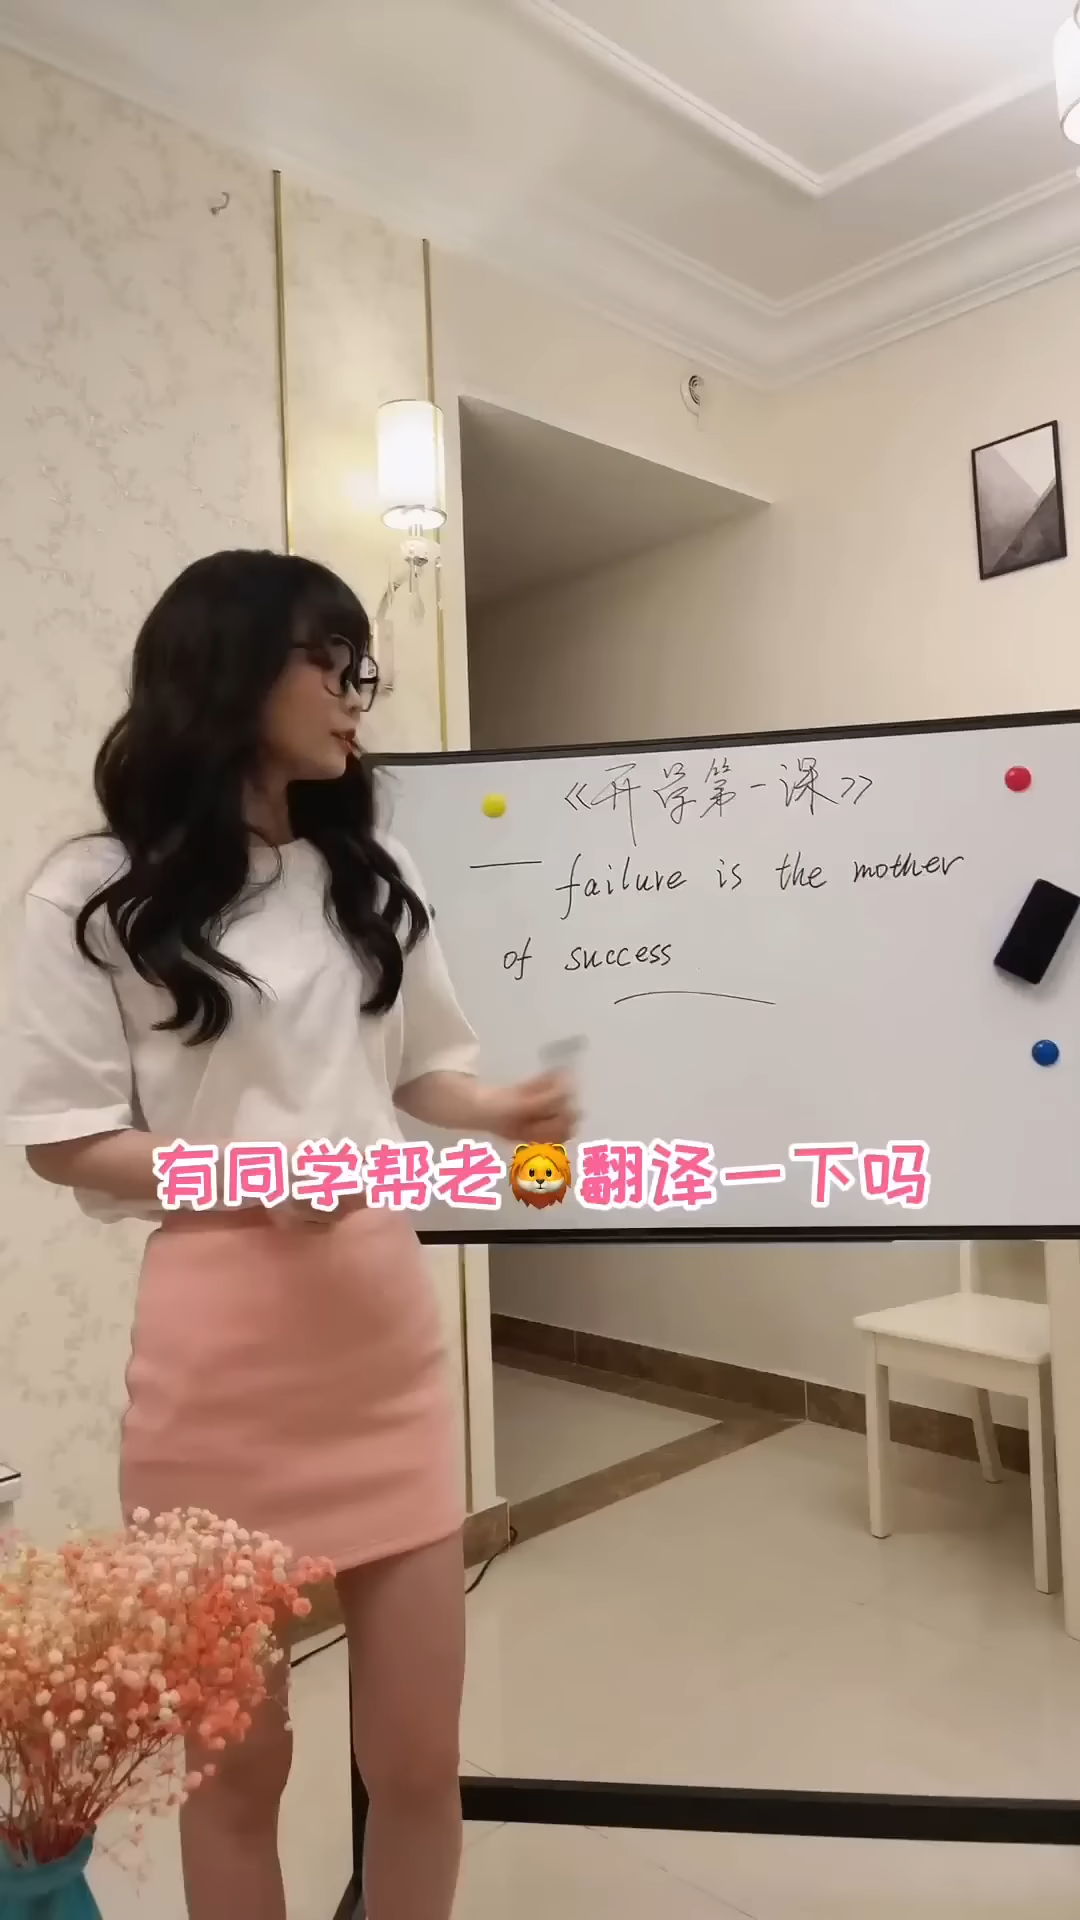 《开学第一课》
—— failure is the mother
of success
有同学帮老🦁翻译一下吗